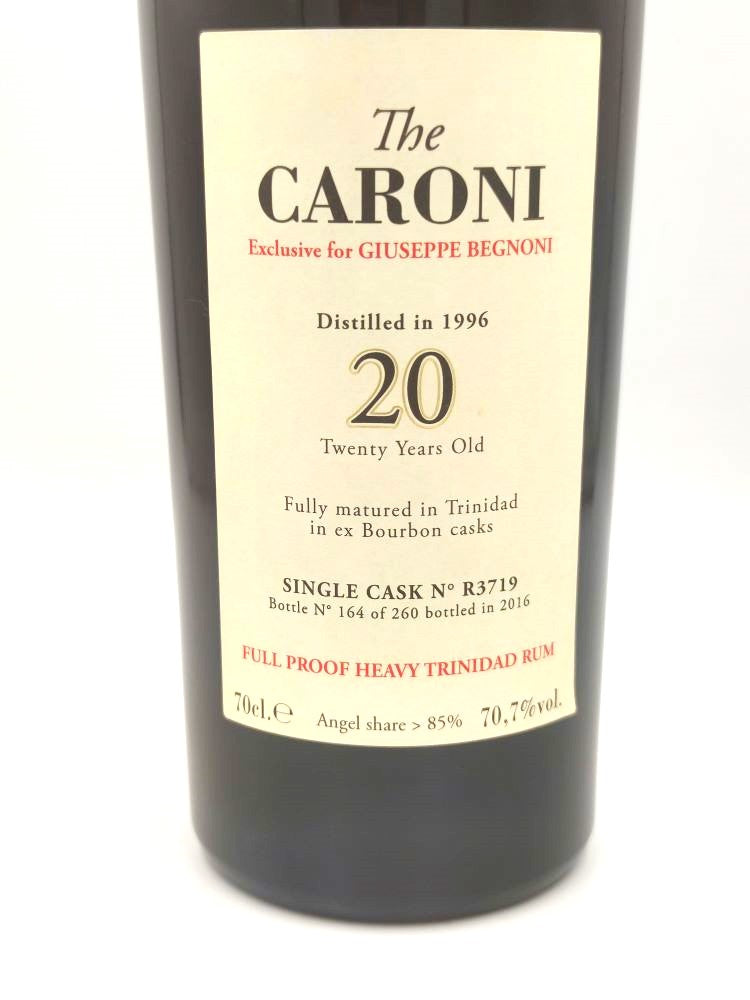 The
CARONI
Exclusive for GIUSEPPE BEGNONI
Distilled in 1996
20
Twenty Years Old
Fully matured in Trinidad
in ex Bourbon casks
SINGLE CASK N° R3719
Bottle N° 164 of 260 bottled in 2016
FULL PROOF HEAVY TRINIDAD RUM
70cl.℮ Angel share > 85% 70,7%vol.